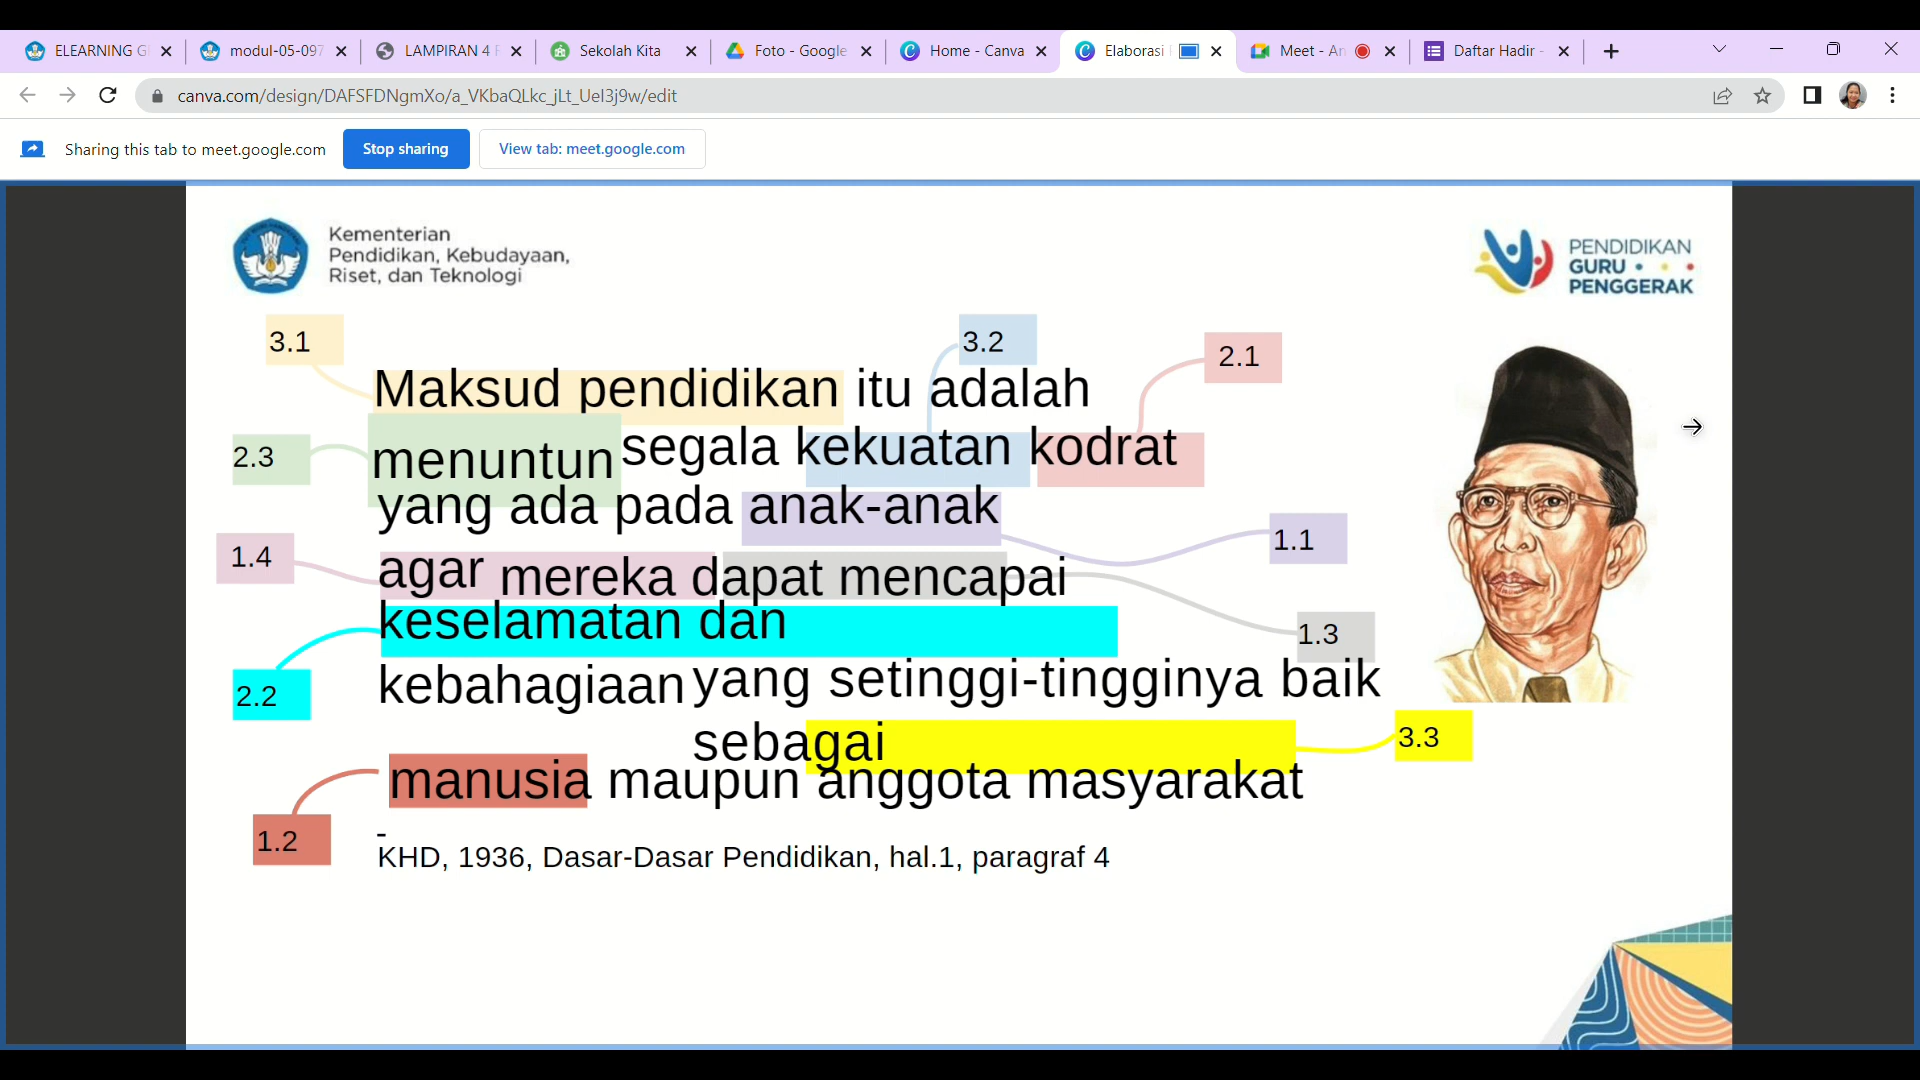 ELEARNING G
modul-05-097
LAMPIRAN 4
Sekolah Kita
Foto - Google
Home - Canva
Elaborasi
Meet - An
Daftar Hadir -
canva.com/design/DAFSFDNgmXo/a_VKbaQLkc_jLt_Uel3j9w/edit
Sharing this tab to meet.google.com
Stop sharing
View tab: meet.google.com
Kementerian
Pendidikan, Kebudayaan,
Riset, dan Teknologi
PENDIDIKAN
GURU
PENGGERAK
3.1
3.2
2.1
Maksud pendidikan itu adalah
2.3
menuntun segala kekuatan kodrat
yang ada pada anak-anak
1.1
1.4
agar mereka dapat mencapai
keselamatan dan
1.3
2.2
kebahagiaan yang setinggi-tingginya baik
sebagai
3.3
manusia maupun anggota masyarakat
1.2
-
KHD, 1936, Dasar-Dasar Pendidikan, hal.1, paragraf 4